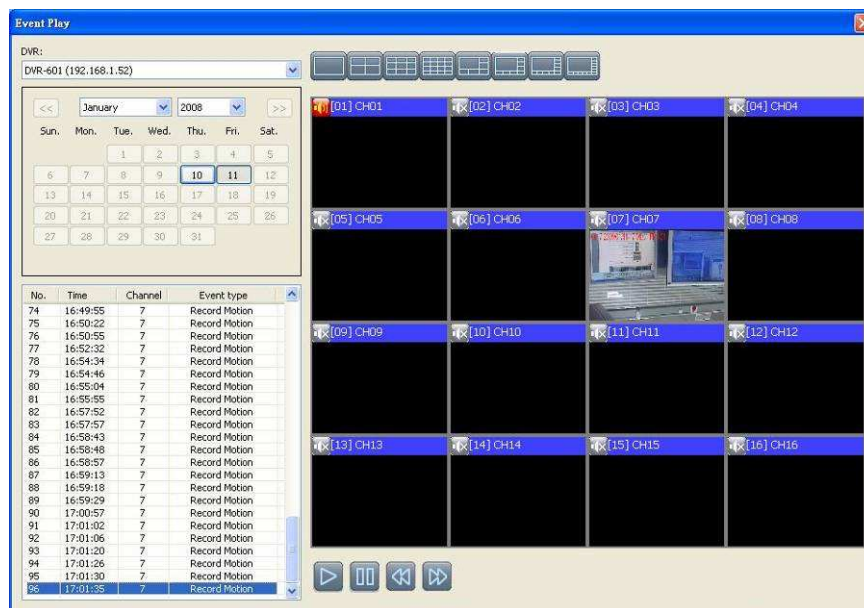 Event Play
DVR:
DVR-601 (192.168.1.52)
<< January 2008 >>
Sun. Mon. Tue. Wed. Thu. Fri. Sat.
1 2 3 4 5
6 7 8 9 10 11 12
13 14 15 16 17 18 19
20 21 22 23 24 25 26
27 28 29 30 31
No. Time Channel Event type
74 16:49:55 7 Record Motion
75 16:50:22 7 Record Motion
76 16:50:55 7 Record Motion
77 16:52:32 7 Record Motion
78 16:54:34 7 Record Motion
79 16:54:46 7 Record Motion
80 16:55:04 7 Record Motion
81 16:55:55 7 Record Motion
82 16:57:52 7 Record Motion
83 16:57:57 7 Record Motion
84 16:58:43 7 Record Motion
85 16:58:48 7 Record Motion
86 16:58:57 7 Record Motion
87 16:59:13 7 Record Motion
88 16:59:18 7 Record Motion
89 16:59:29 7 Record Motion
90 17:00:57 7 Record Motion
91 17:01:02 7 Record Motion
92 17:01:06 7 Record Motion
93 17:01:20 7 Record Motion
94 17:01:26 7 Record Motion
95 17:01:30 7 Record Motion
96 17:01:35 7 Record Motion
[01] CH01 [02] CH02 [03] CH03 [04] CH04
[05] CH05 [06] CH06 [07] CH07 [08] CH08
[09] CH09 [10] CH10 [11] CH11 [12] CH12
[13] CH13 [14] CH14 [15] CH15 [16] CH16